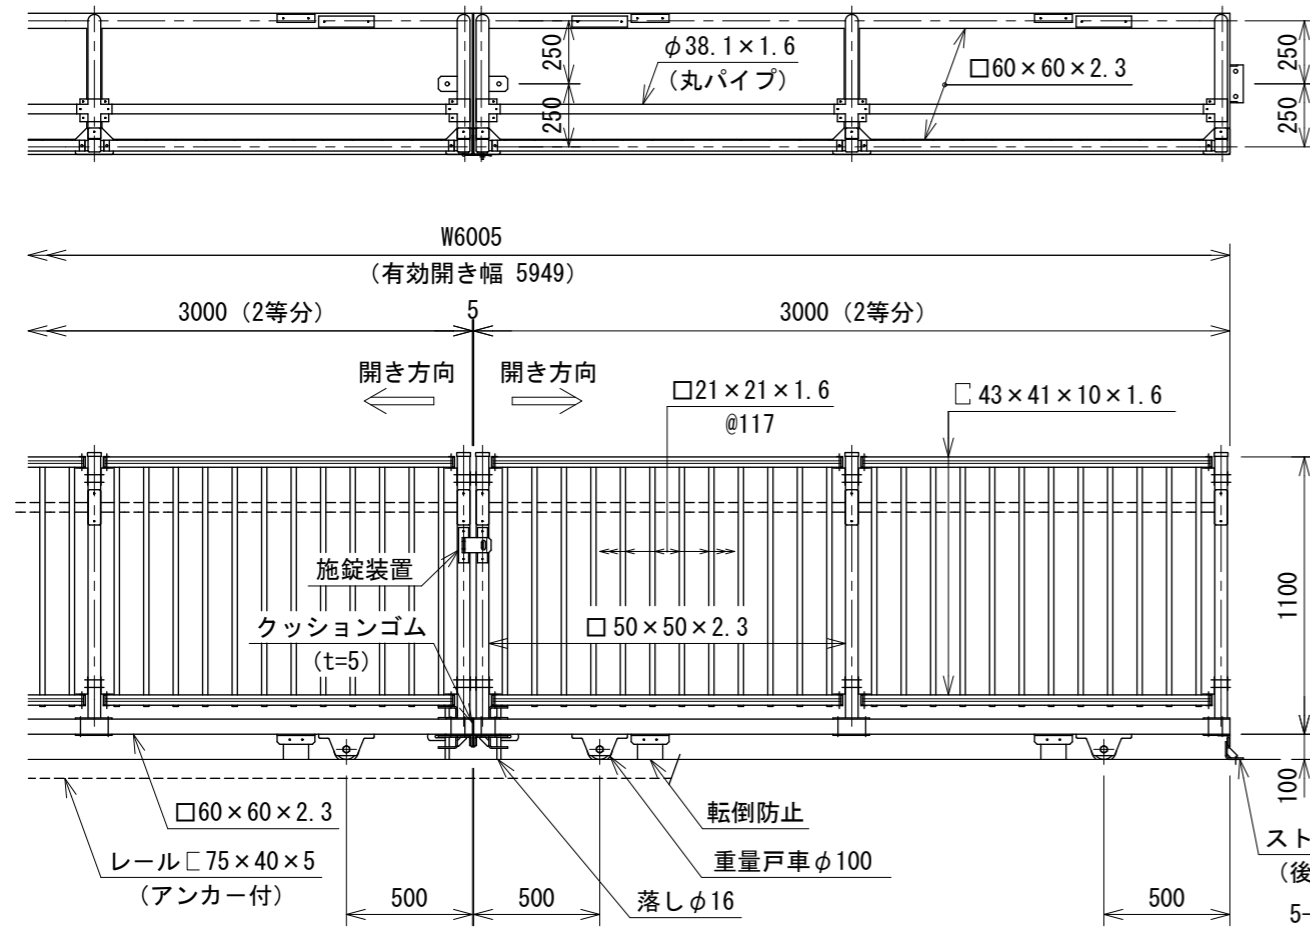 250
250
φ38.1×1.6
(丸パイプ)
□60×60×2.3
250
250
W6005
(有効開き幅 5949)
3000 (2等分)
5
3000 (2等分)
開き方向
開き方向
□21×21×1.6
@117
⊏43×41×10×1.6
施錠装置
クッションゴム
(t=5)
□50×50×2.3
1100
100
□60×60×2.3
レール⊏75×40×5
(アンカー付)
転倒防止
重量戸車φ100
落しφ16
500
500
500
スト
(後
5-